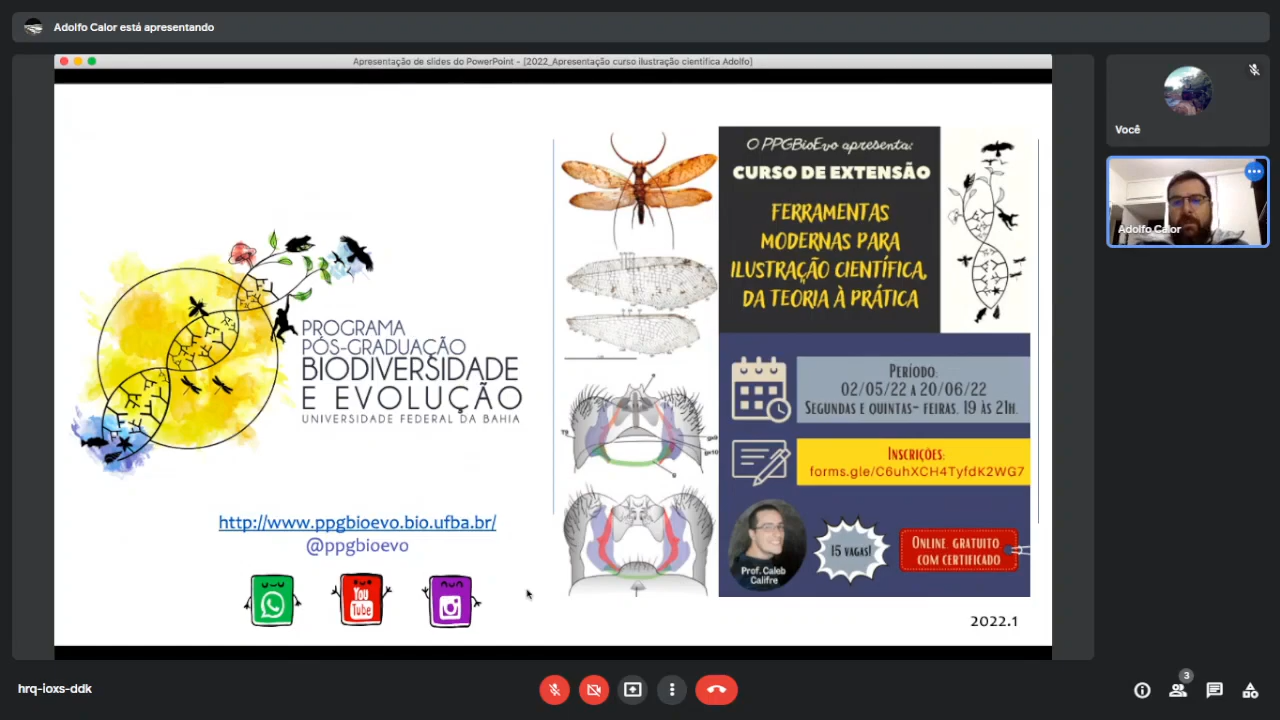 Adolfo Calor está apresentando
Apresentação de slides do PowerPoint - [2022_Apresentação curso ilustração científica Adolfo]
PROGRAMA
PÓS-GRADUAÇÃO
BIODIVERSIDADE
E EVOLUÇÃO
UNIVERSIDADE FEDERAL DA BAHIA
http://www.ppgbioevo.bio.ufba.br/
@ppgbioevo
You
Tube
O PPGBioEvo apresenta:
CURSO DE EXTENSÃO
FERRAMENTAS
MODERNAS PARA
ILUSTRAÇÃO CIENTÍFICA,
DA TEORIA À PRÁTICA
PERÍODO:
02/05/22 A 20/06/22
SEGUNDAS E QUINTAS- FEIRAS. 19 ÀS 21H.
INSCRIÇÕES:
forms.gle/C6uhXCH4TyfdK2WG7
Prof. Caleb
Califre
15 VAGAS!
ONLINE. GRATUITO
COM CERTIFICADO
2022.1
Você
Adolfo Calor
hrq-ioxs-ddk
3